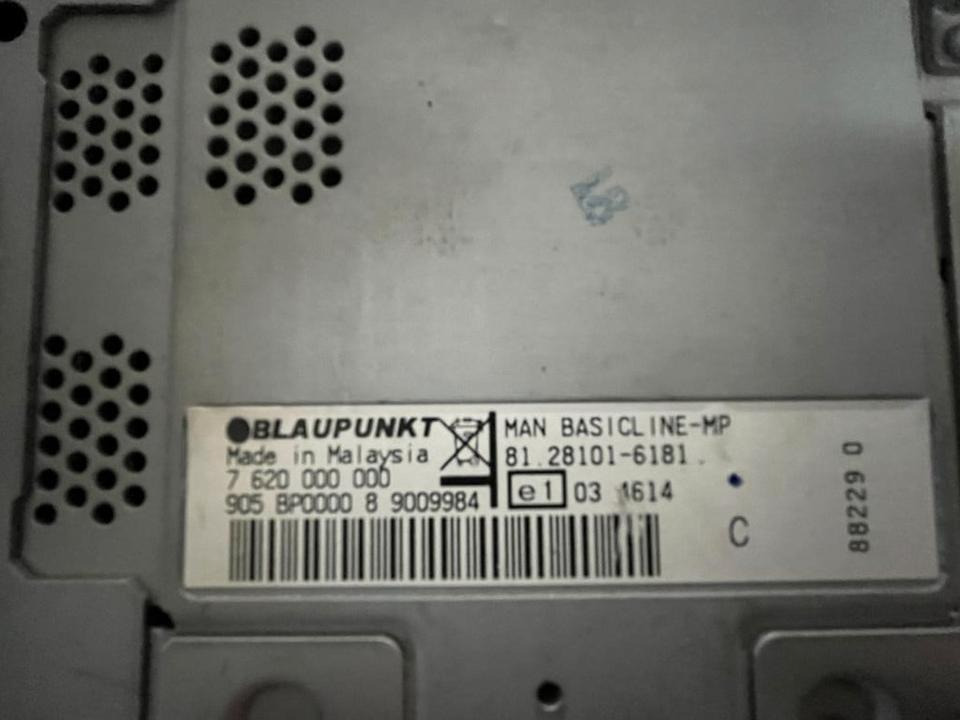 BLAUPUNKT
Made in Malaysia
7 620 000 000
905 BP0000 8 9009984
MAN BASICLINE-MP
81.28101-6181.
e1 03 1614
C
88229 0